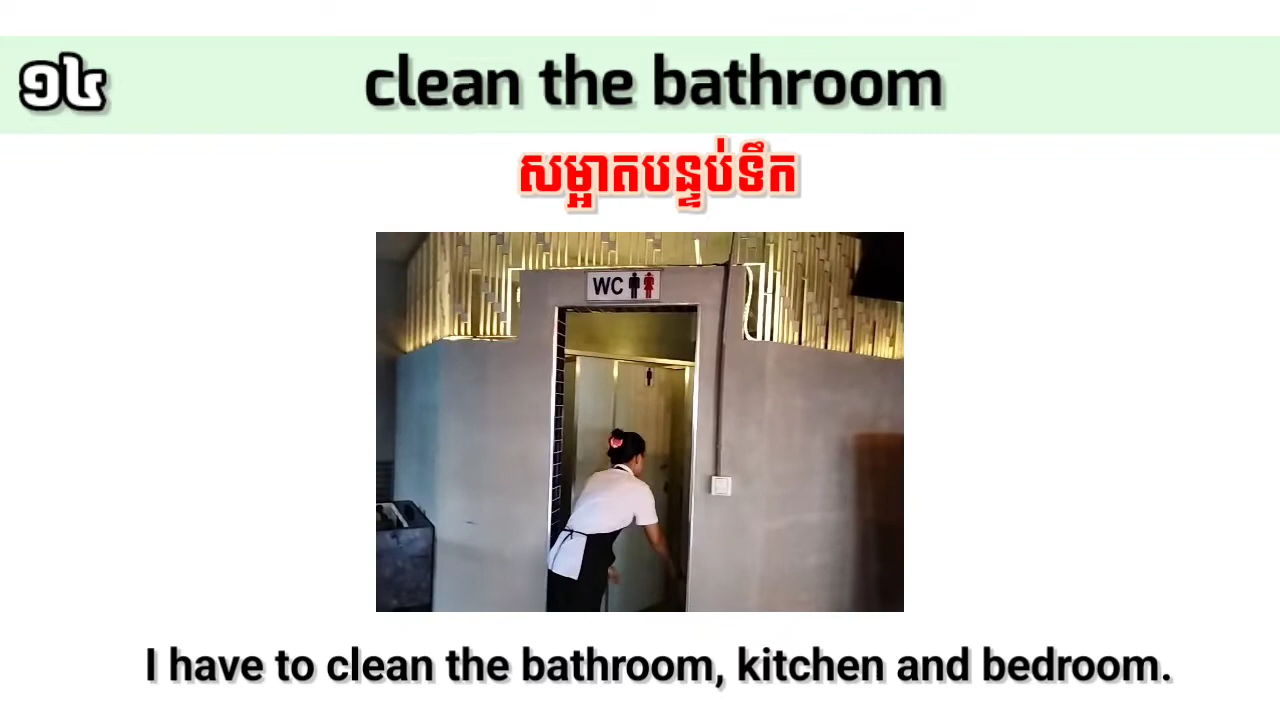 ១៤ clean the bathroom
សម្អាតបន្ទប់ទឹក
WC
I have to clean the bathroom, kitchen and bedroom.